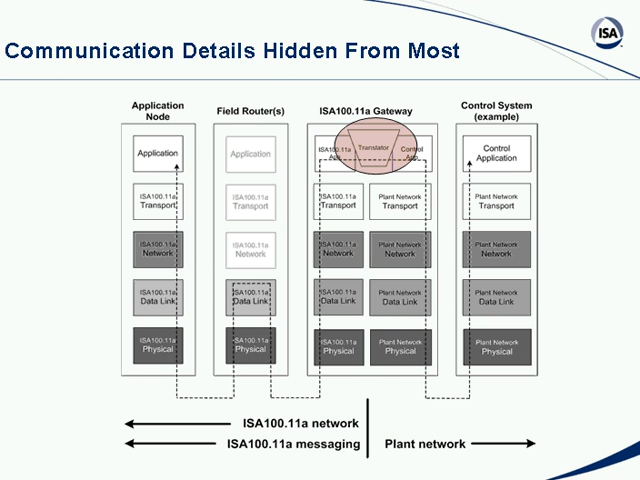 ISA
Communication Details Hidden From Most
Application
Node
Field Router(s)
ISA100.11a Gateway
Control System
(example)
Application
Application
ISA100.11a
App
Translator
Control
App
Control
Application
ISA100.11a
Transport
ISA100.11a
Transport
ISA100.11a
Transport
Plant Network
Transport
Plant Network
Transport
ISA100.11a
Network
ISA100.11a
Network
ISA100.11a
Network
Plant Network
Network
Plant Network
Network
ISA100.11a
Data Link
ISA100.11a
Data Link
ISA100.11a
Data Link
Plant Network
Data Link
Plant Network
Data Link
ISA100.11a
Physical
ISA100.11a
Physical
ISA100.11a
Physical
Plant Network
Physical
Plant Network
Physical
ISA100.11a network
ISA100.11a messaging
Plant network